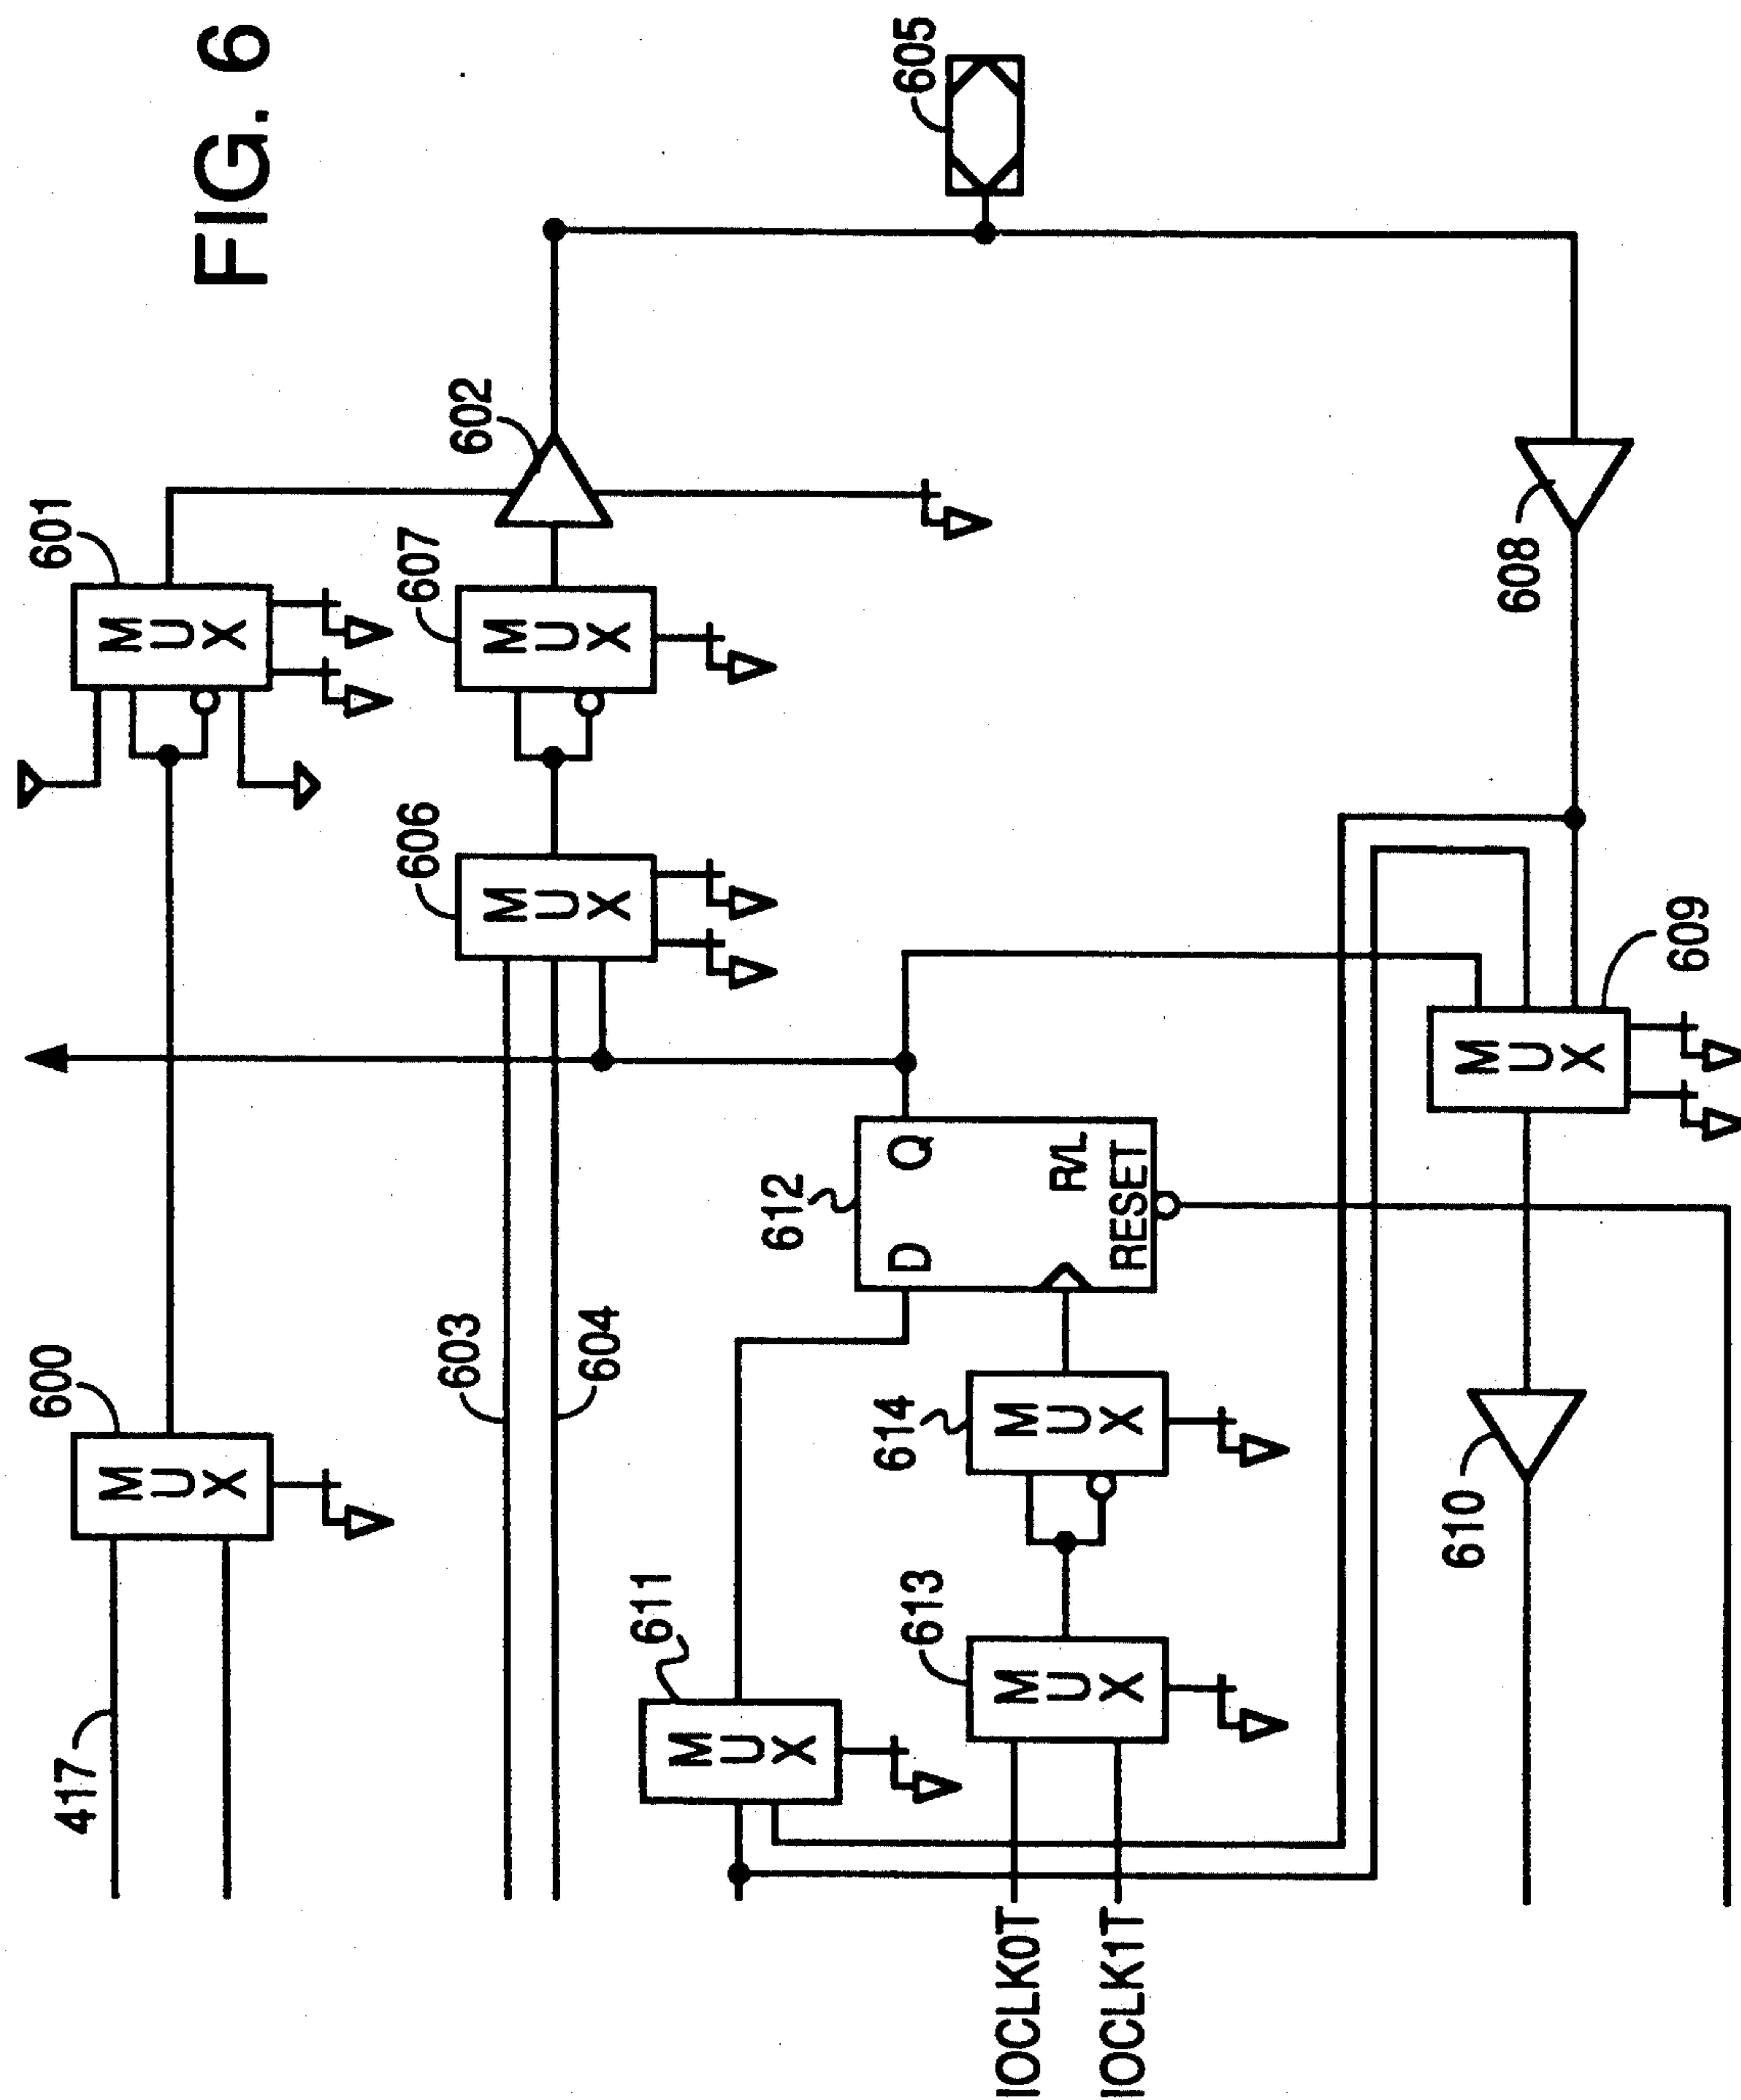 FIG. 6
417
600
MUX
601
MUX
602
603
604
606
MUX
607
MUX
605
611
MUX
612
D
Q
R/L
RESET
IOCLK0T
IOCLK1T
613
MUX
614
MUX
608
609
MUX
610